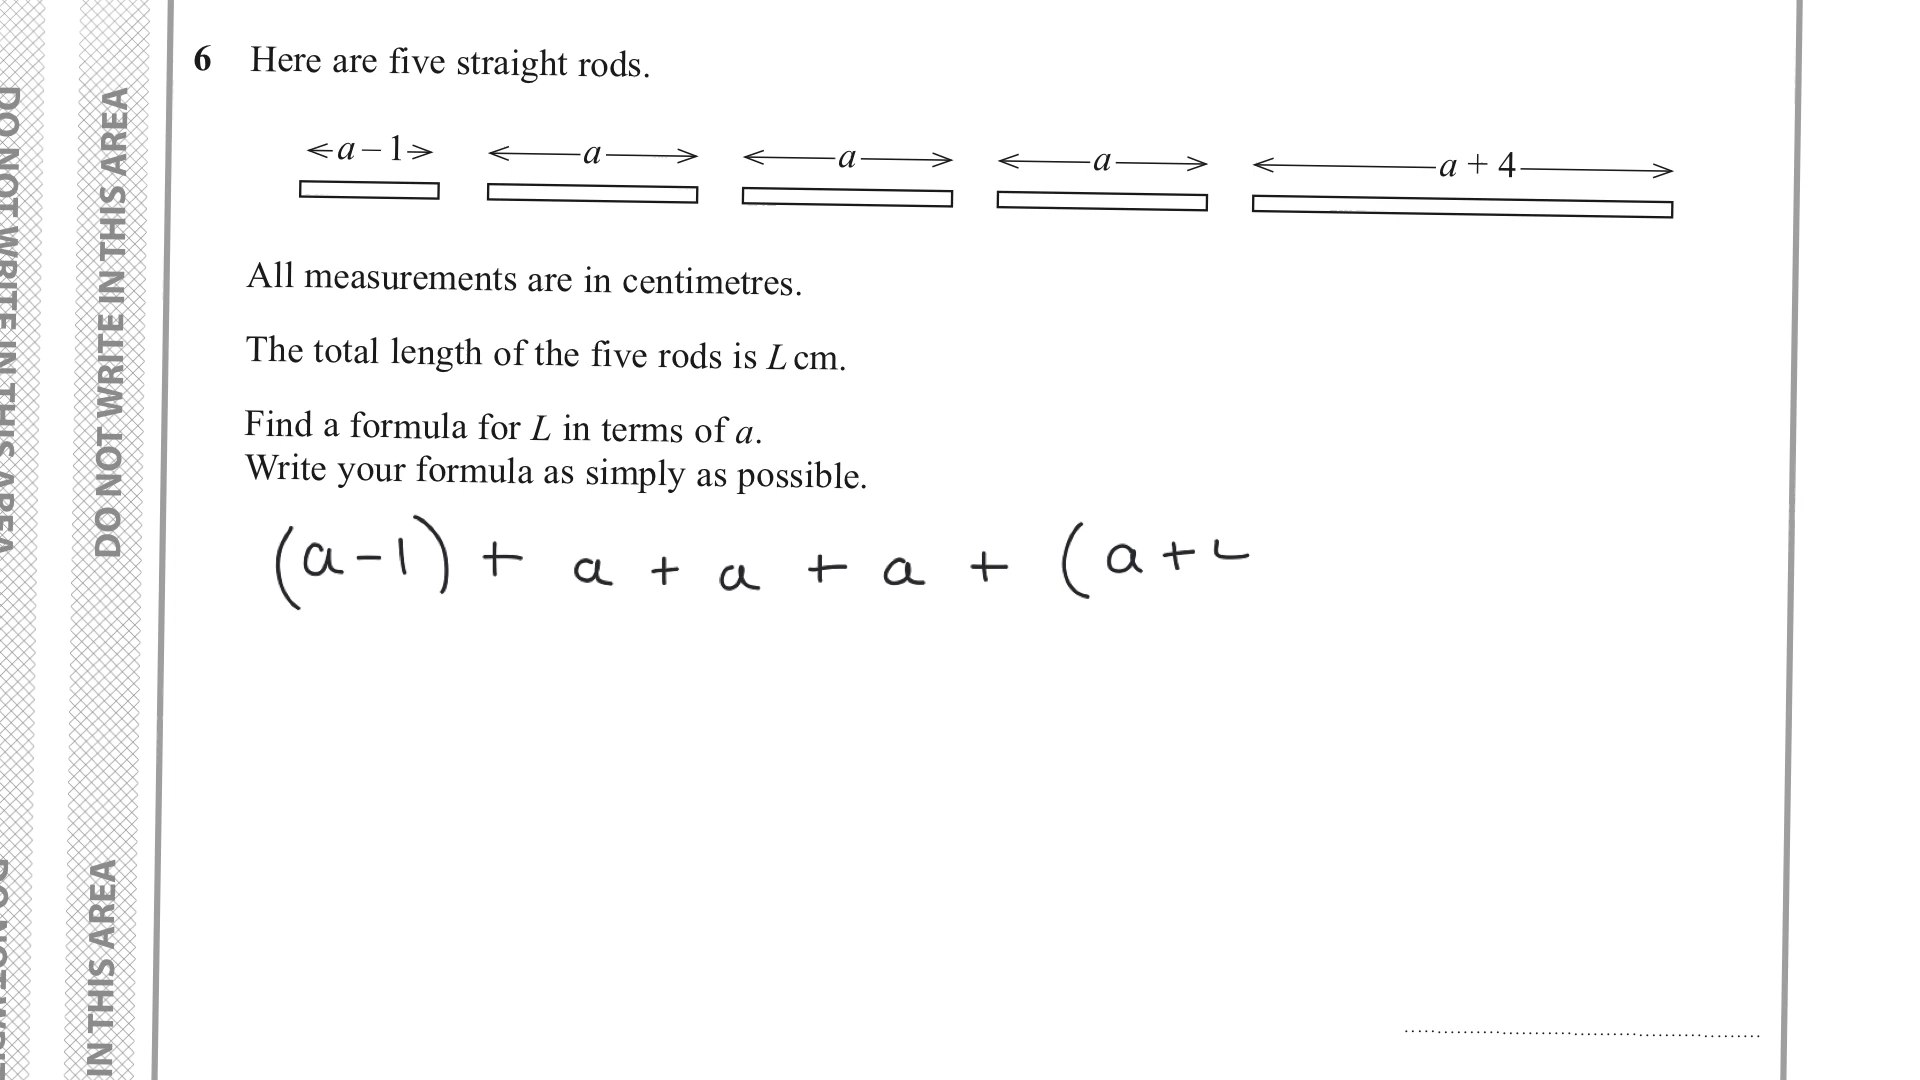 6 Here are five straight rods.
a – 1 a a a a + 4
All measurements are in centimetres.
The total length of the five rods is L cm.
Find a formula for L in terms of a.
Write your formula as simply as possible.
(a-1) + a + a + a + (a+
DO NOT WRITE IN THIS AREA
IN THIS AREA
DO NOT WRITE IN THIS AREA